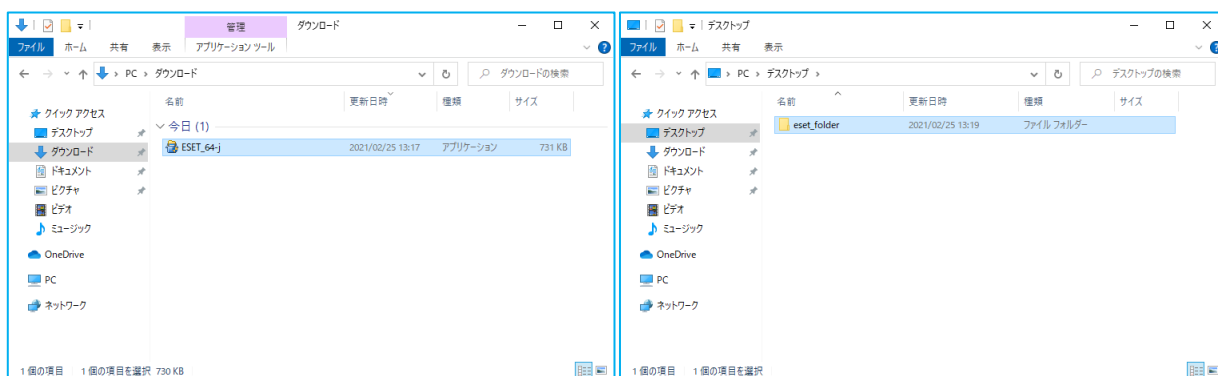 管理 ダウンロード
ファイル ホーム 共有 表示 アプリケーション ツール
PC › ダウンロード
ダウンロードの検索
名前 更新日時 種類 サイズ
クイック アクセス
今日 (1)
デスクトップ
ESET_64-j 2021/02/25 13:17 アプリケーション 731 KB
ダウンロード
ドキュメント
ピクチャ
ビデオ
ミュージック
OneDrive
PC
ネットワーク
1 個の項目 1 個の項目を選択 730 KB
デスクトップ
ファイル ホーム 共有 表示
PC › デスクトップ ›
デスクトップの検索
名前 更新日時 種類 サイズ
クイック アクセス
eset_folder 2021/02/25 13:19 ファイル フォルダー
デスクトップ
ダウンロード
ドキュメント
ピクチャ
ビデオ
ミュージック
OneDrive
PC
ネットワーク
1 個の項目 1 個の項目を選択